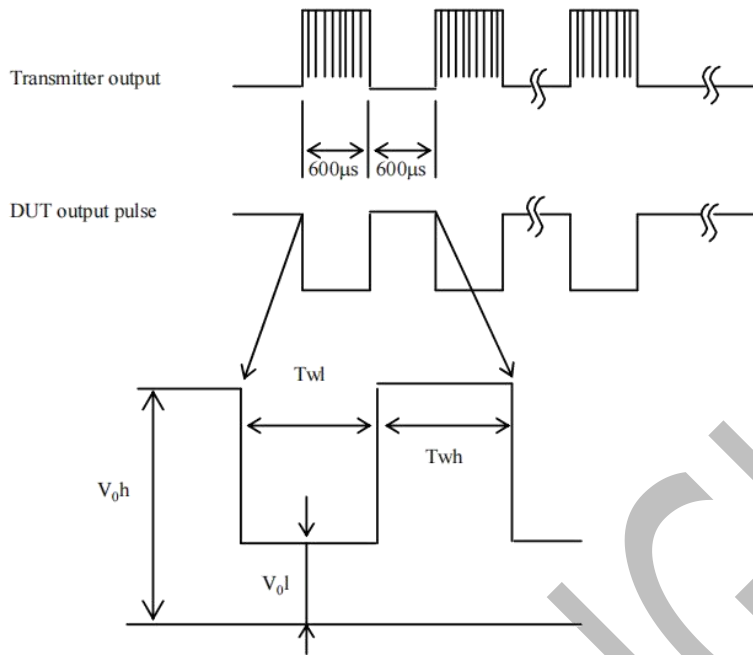 Transmitter output
600μs 600μs
DUT output pulse
Twl
Twh
V₀h
V₀l